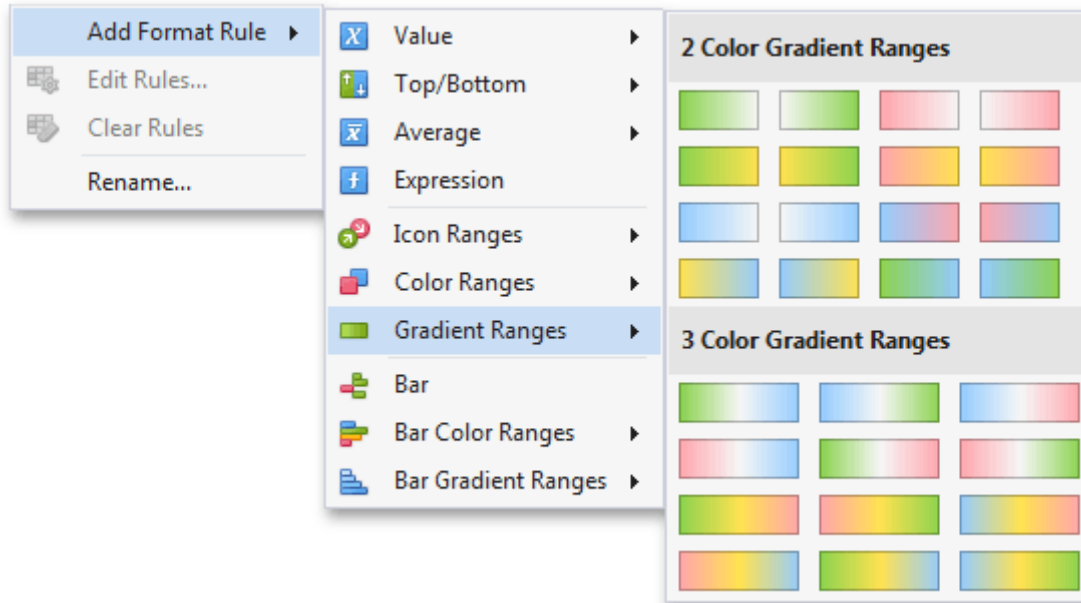 Add Format Rule
Edit Rules...
Clear Rules
Rename...
Value
Top/Bottom
Average
Expression
Icon Ranges
Color Ranges
Gradient Ranges
Bar
Bar Color Ranges
Bar Gradient Ranges
2 Color Gradient Ranges
3 Color Gradient Ranges